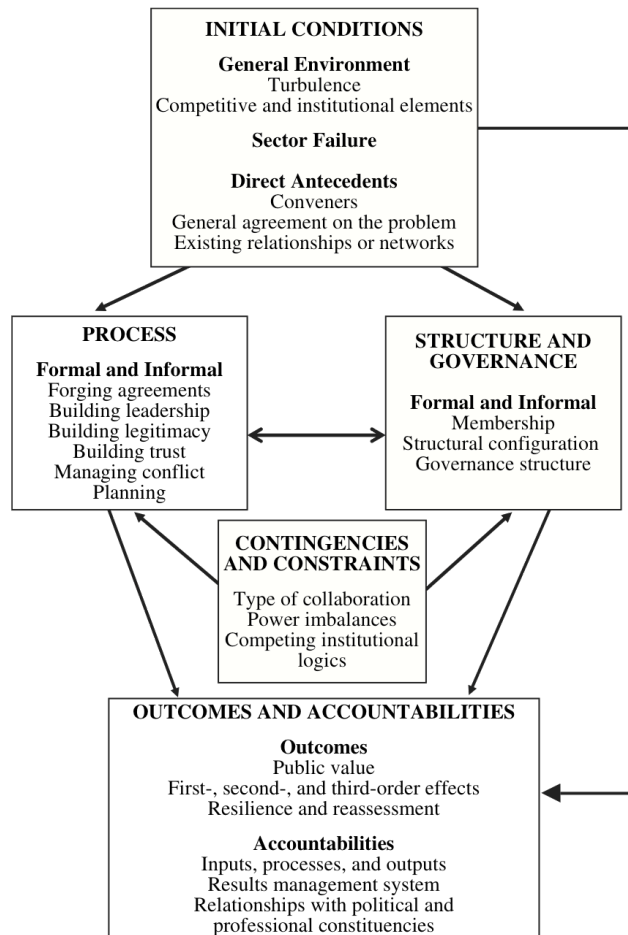 INITIAL CONDITIONS
General Environment
Turbulence
Competitive and institutional elements
Sector Failure
Direct Antecedents
Conveners
General agreement on the problem
Existing relationships or networks
PROCESS
Formal and Informal
Forging agreements
Building leadership
Building legitimacy
Building trust
Managing conflict
Planning
STRUCTURE AND
GOVERNANCE
Formal and Informal
Membership
Structural configuration
Governance structure
CONTINGENCIES
AND CONSTRAINTS
Type of collaboration
Power imbalances
Competing institutional
logics
OUTCOMES AND ACCOUNTABILITIES
Outcomes
Public value
First-, second-, and third-order effects
Resilience and reassessment
Accountabilities
Inputs, processes, and outputs
Results management system
Relationships with political and
professional constituencies